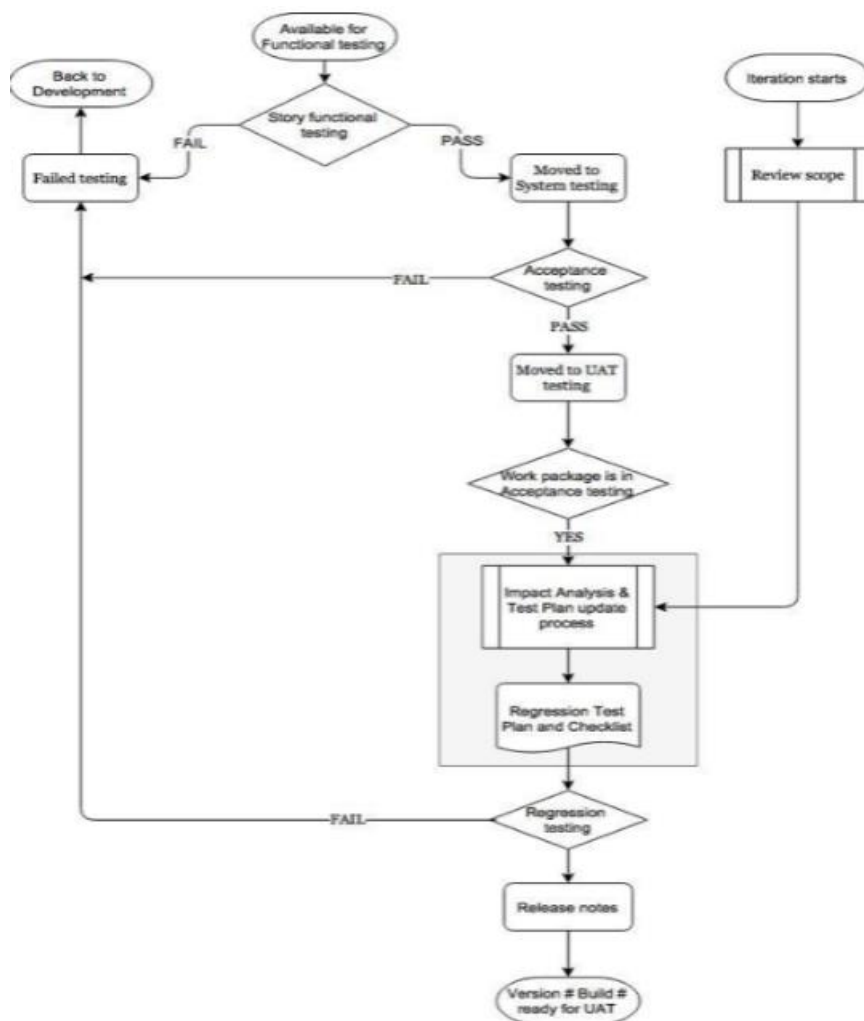 Available for
Functional testing
Back to
Development
Iteration starts
Story functional
testing
FAIL
PASS
Failed testing
Moved to
System testing
Review scope
Acceptance
testing
FAIL
PASS
Moved to UAT
testing
Work package is in
Acceptance testing
YES
Impact Analysis &
Test Plan update
process
Regression Test
Plan and Checklist
Regression
testing
FAIL
Release notes
Version # Build #
ready for UAT